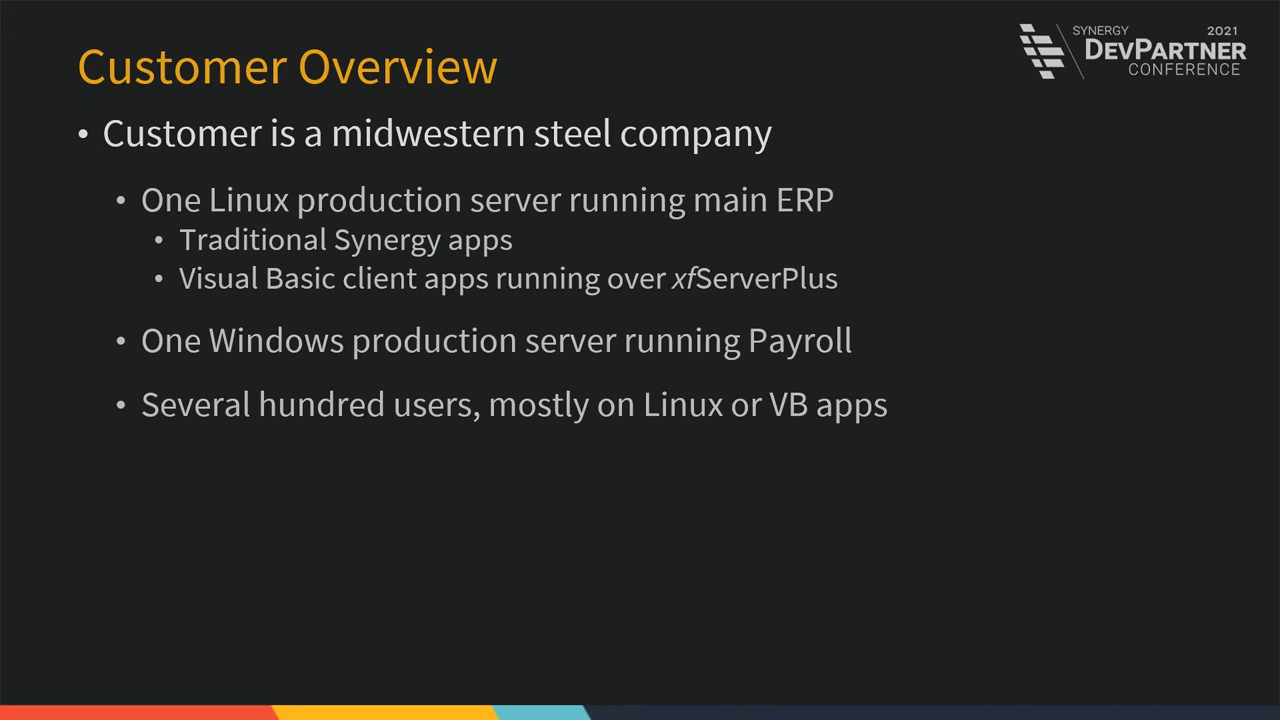 Customer Overview
SYNERGY 2021
DEVPARTNER
CONFERENCE
• Customer is a midwestern steel company
• One Linux production server running main ERP
• Traditional Synergy apps
• Visual Basic client apps running over xfServerPlus
• One Windows production server running Payroll
• Several hundred users, mostly on Linux or VB apps